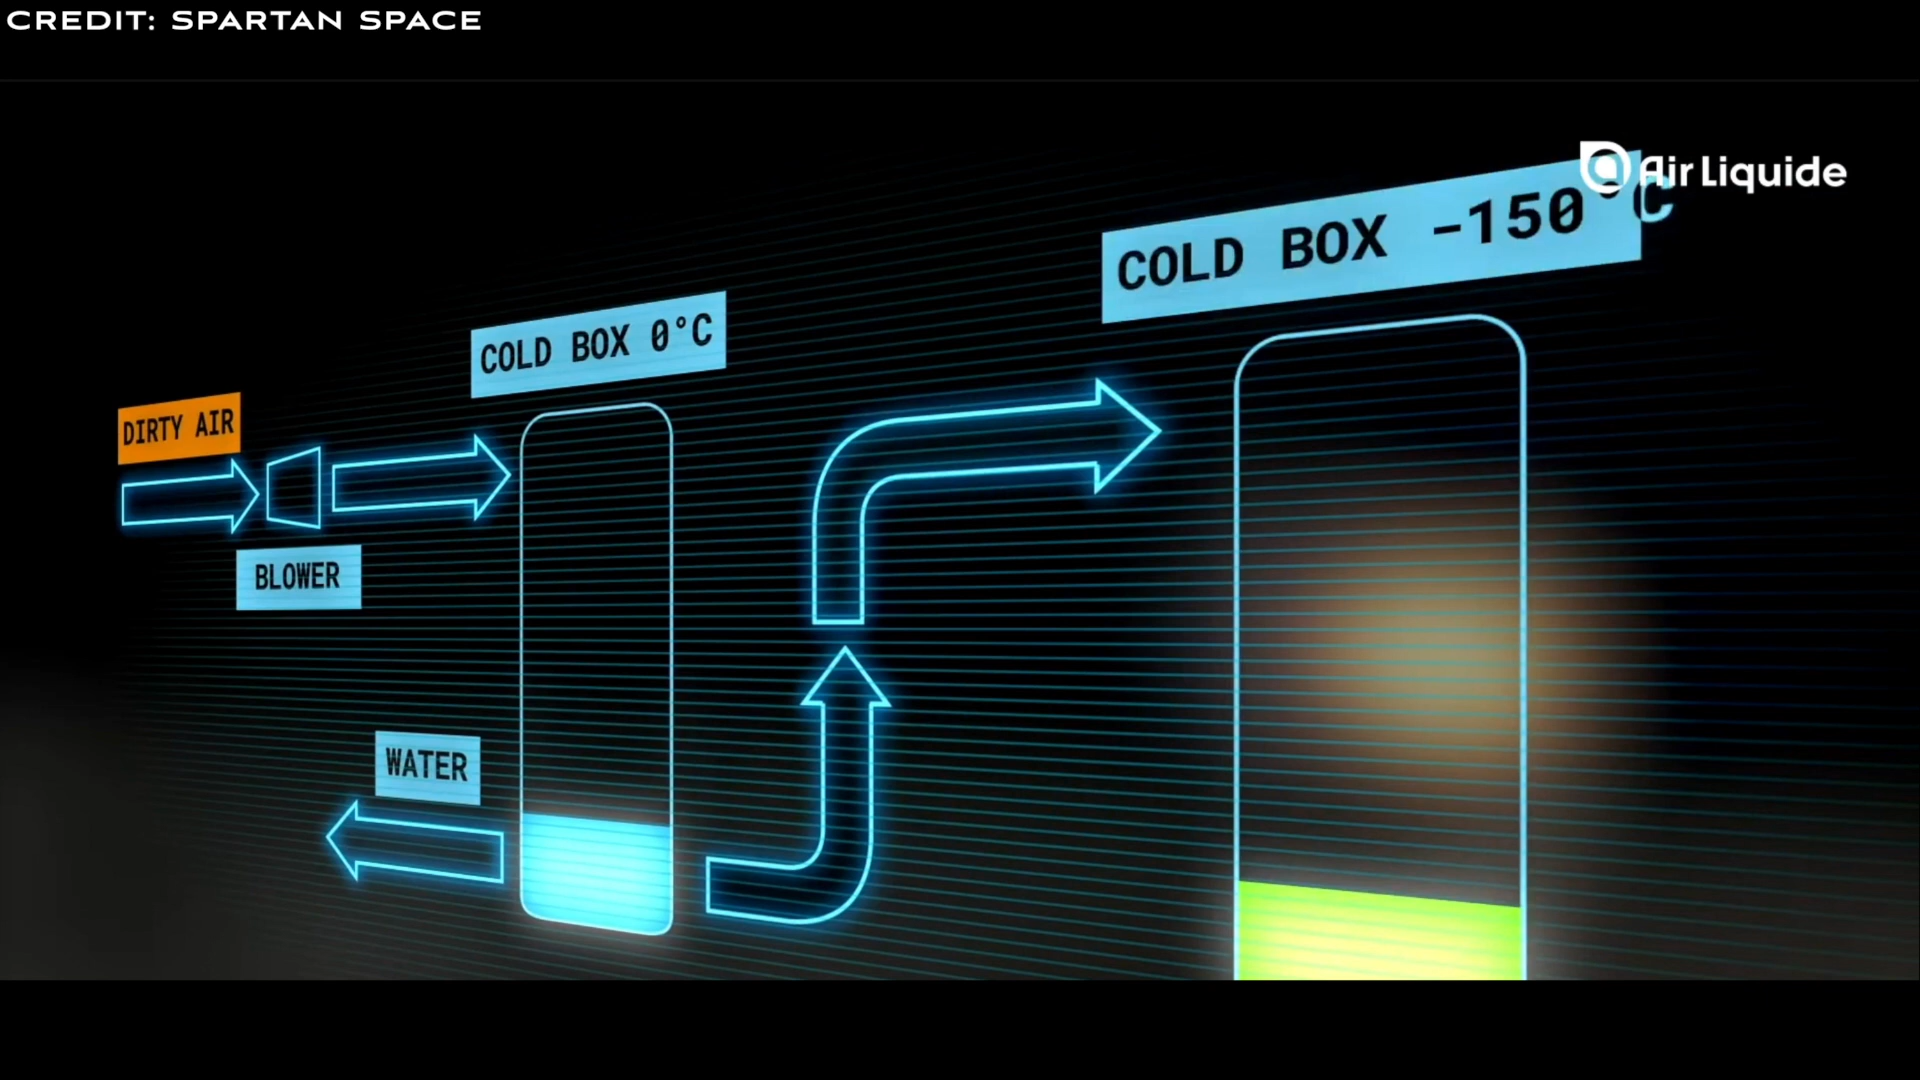 CREDIT: SPARTAN SPACE
Air Liquide
COLD BOX -150°C
COLD BOX 0°C
DIRTY AIR
BLOWER
WATER